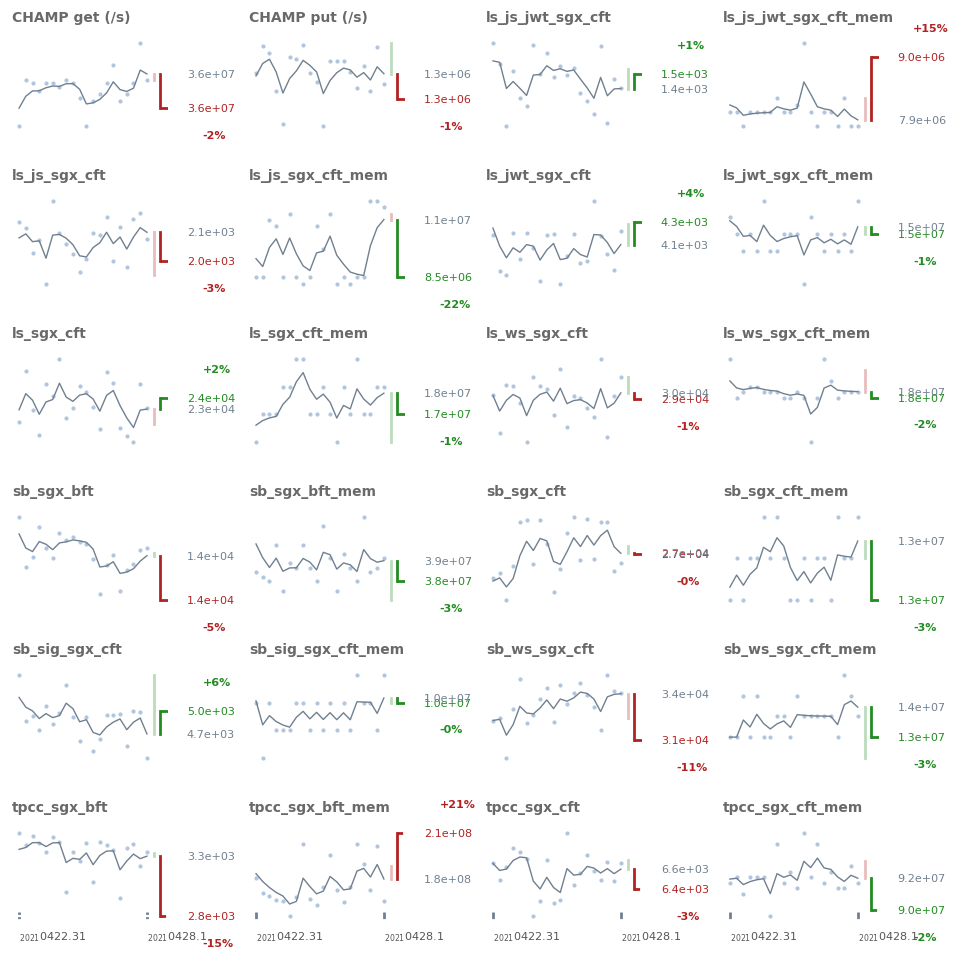 CHAMP get (/s)
CHAMP put (/s)
ls_js_jwt_sgx_cft
ls_js_jwt_sgx_cft_mem
+15%
+1%
9.0e+06
3.6e+07
1.3e+06
1.5e+03
1.4e+03
1.3e+06
3.6e+07
7.9e+06
-1%
-2%
ls_js_sgx_cft
ls_js_sgx_cft_mem
ls_jwt_sgx_cft
ls_jwt_sgx_cft_mem
+4%
1.1e+07
4.3e+03
2.1e+03
1.5e+07
4.1e+03
2.0e+03
-1%
8.5e+06
-3%
-22%
ls_sgx_cft
ls_sgx_cft_mem
ls_ws_sgx_cft
ls_ws_sgx_cft_mem
+2%
1.8e+07
3.0e+04
1.8e+07
2.4e+04
2.9e+04
1.8e+07
2.3e+04
1.7e+07
-1%
-2%
-1%
sb_sgx_bft
sb_sgx_bft_mem
sb_sgx_cft
sb_sgx_cft_mem
1.4e+04
3.9e+07
2.7e+04
1.3e+07
3.8e+07
-0%
1.4e+04
1.3e+07
-3%
-5%
-3%
sb_sig_sgx_cft
sb_sig_sgx_cft_mem
sb_ws_sgx_cft
sb_ws_sgx_cft_mem
+6%
1.0e+07
3.4e+04
1.4e+07
5.0e+03
1.0e+07
4.7e+03
-0%
3.1e+04
1.3e+07
-11%
-3%
tpcc_sgx_bft
tpcc_sgx_bft_mem
tpcc_sgx_cft
tpcc_sgx_cft_mem
+21%
2.1e+08
3.3e+03
1.8e+08
6.6e+03
9.2e+07
6.4e+03
2.8e+03
-3%
9.0e+07
-15%
-2%
2021 0422.31
2021 0428.1
2021 0422.31
2021 0428.1
2021 0422.31
2021 0428.1
2021 0422.31
2021 0428.1